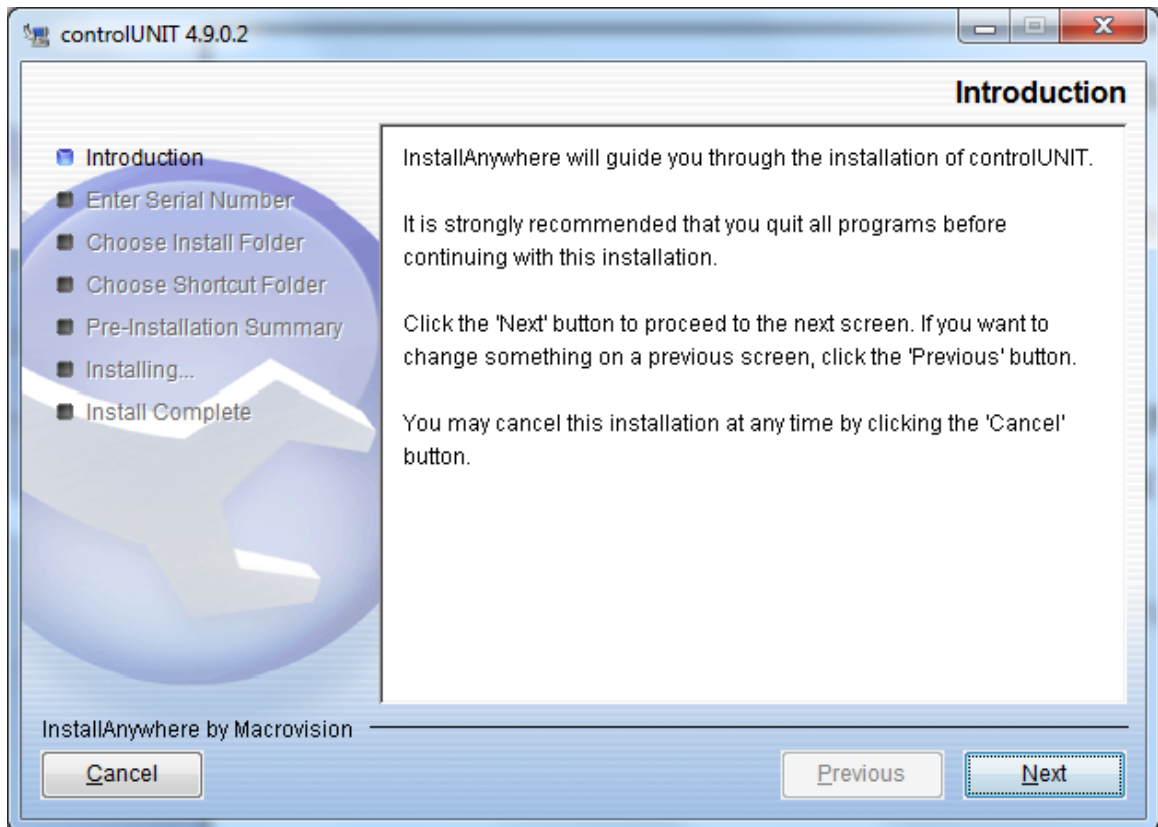 controlUNIT 4.9.0.2
Introduction
Introduction
Enter Serial Number
Choose Install Folder
Choose Shortcut Folder
Pre-Installation Summary
Installing...
Install Complete
InstallAnywhere will guide you through the installation of controlUNIT.
It is strongly recommended that you quit all programs before
continuing with this installation.
Click the 'Next' button to proceed to the next screen. If you want to
change something on a previous screen, click the 'Previous' button.
You may cancel this installation at any time by clicking the 'Cancel'
button.
InstallAnywhere by Macrovision
Cancel
Previous
Next